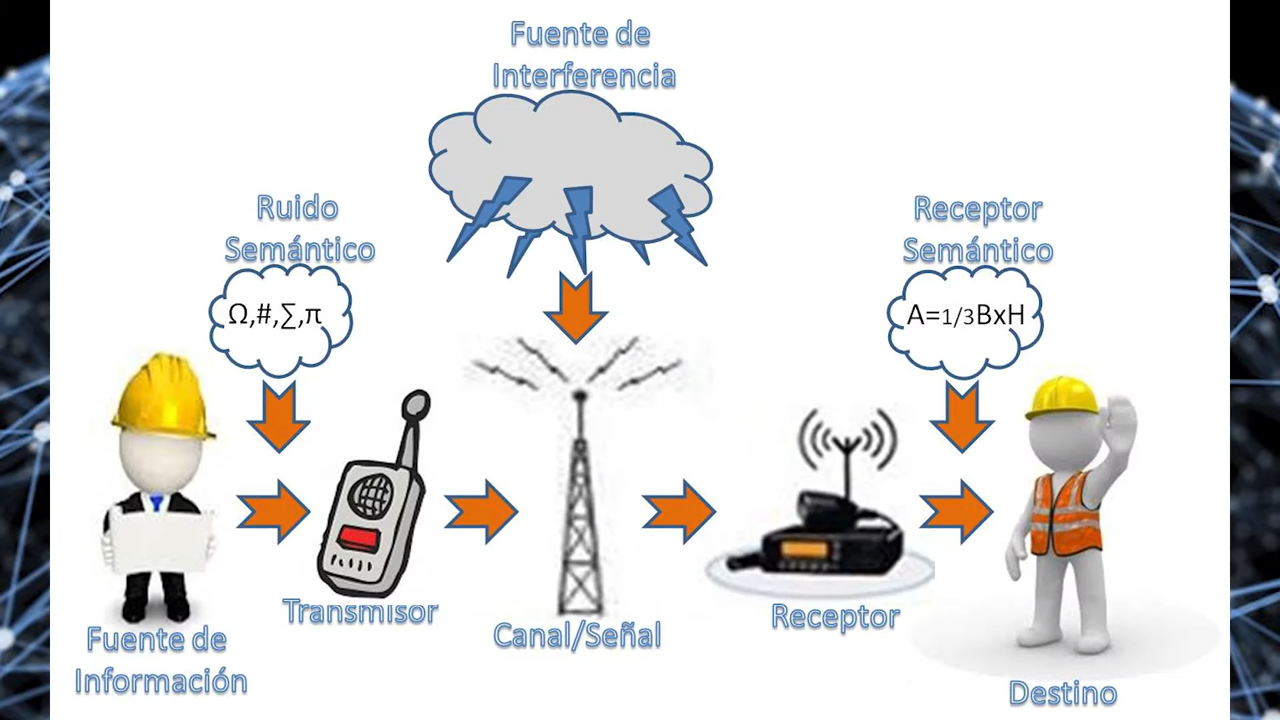 Fuente de
Interferencia
Ruido
Semántico
Ω,#,∑,π
Receptor
Semántico
A=1/3BxH
Transmisor
Canal/Señal
Receptor
Fuente de
Información
Destino